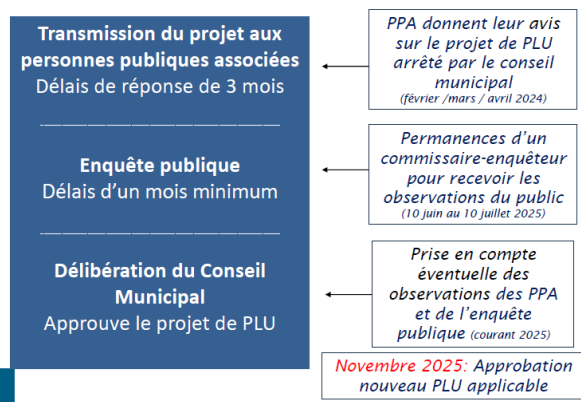 Transmission du projet aux
personnes publiques associées
Délais de réponse de 3 mois
PPA donnent leur avis
sur le projet de PLU
arrêté par le conseil
municipal
(février /mars / avril 2024)
Enquête publique
Délais d’un mois minimum
Permanences d’un
commissaire-enquêteur
pour recevoir les
observations du public
(10 juin au 10 juillet 2025)
Délibération du Conseil
Municipal
Approuve le projet de PLU
Prise en compte
éventuelle des
observations des PPA
et de l’enquête
publique (courant 2025)
Novembre 2025: Approbation
nouveau PLU applicable